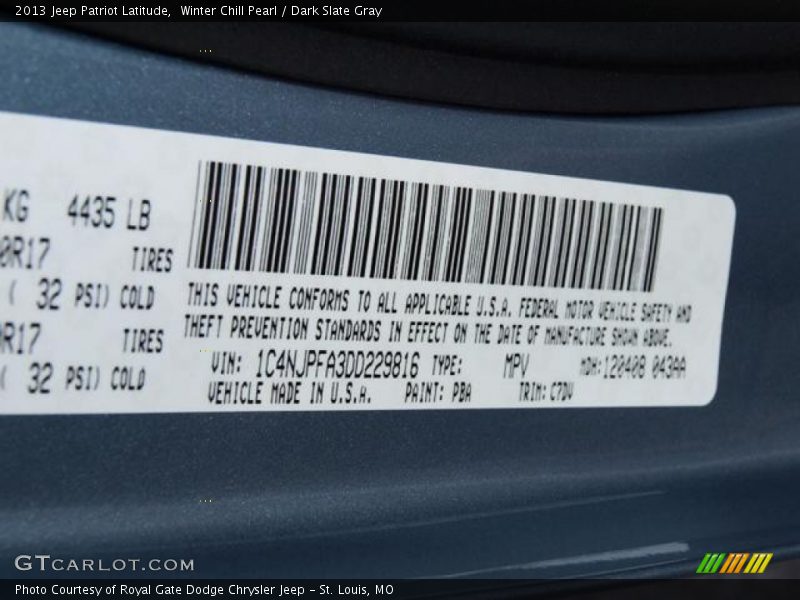 2013 Jeep Patriot Latitude, Winter Chill Pearl / Dark Slate Gray
KG 4435 LB
0R17 TIRES
( 32 PSI) COLD
R17 TIRES
( 32 PSI) COLD
THIS VEHICLE CONFORMS TO ALL APPLICABLE U.S.A. FEDERAL MOTOR VEHICLE SAFETY AND
THEFT PREVENTION STANDARDS IN EFFECT ON THE DATE OF MANUFACTURE SHOWN ABOVE.
VIN: 1C4NJPFA3DD229816 TYPE: MPV MDH:120408 043AA
VEHICLE MADE IN U.S.A. PAINT: PBA TRIM: C7DV
GTCARLOT.COM
Photo Courtesy of Royal Gate Dodge Chrysler Jeep - St. Louis, MO